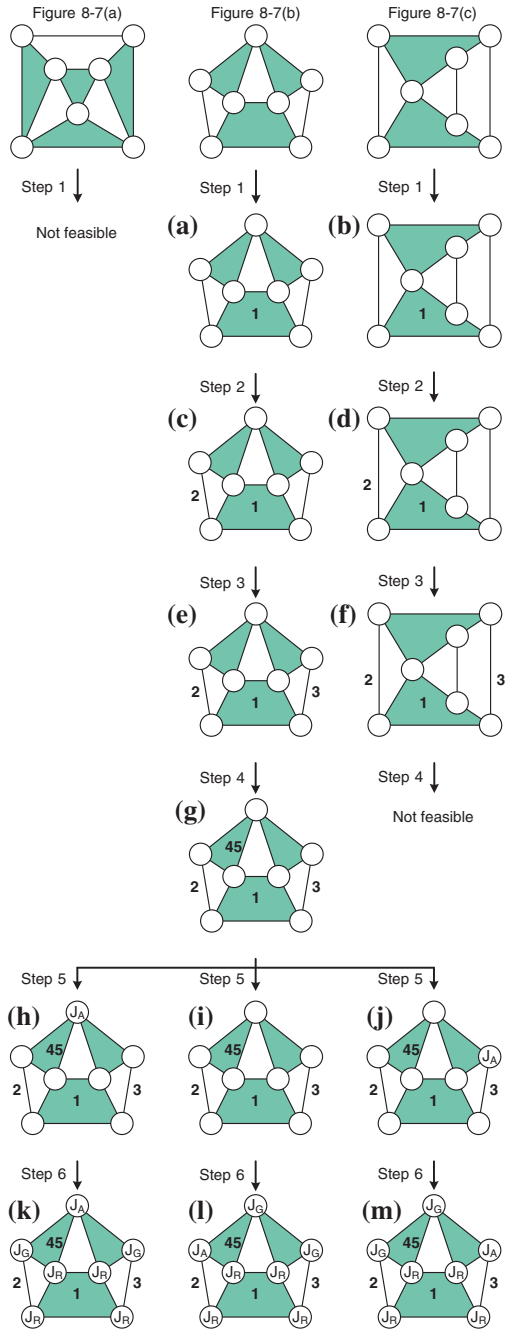 Figure 8-7(a) Figure 8-7(b) Figure 8-7(c)
Step 1 Step 1 Step 1
Not feasible
(a) (b)
1 1
Step 2 Step 2
(c) (d)
2 1 2 1
Step 3 Step 3
(e) (f)
2 1 3 2 1 3
Step 4 Step 4
(g) Not feasible
45
2 1 3
Step 5 Step 5 Step 5
(h) JA (i) (j)
45 45 45 JA
2 1 3 2 1 3 2 1 3
Step 6 Step 6 Step 6
(k) JA (l) JG (m) JG
JG 45 JG JA 45 JG JG 45 JA
2 JR JR 3 2 JR JR 3 2 JR JR 3
1 1 1
JR JR JR JR JR JR